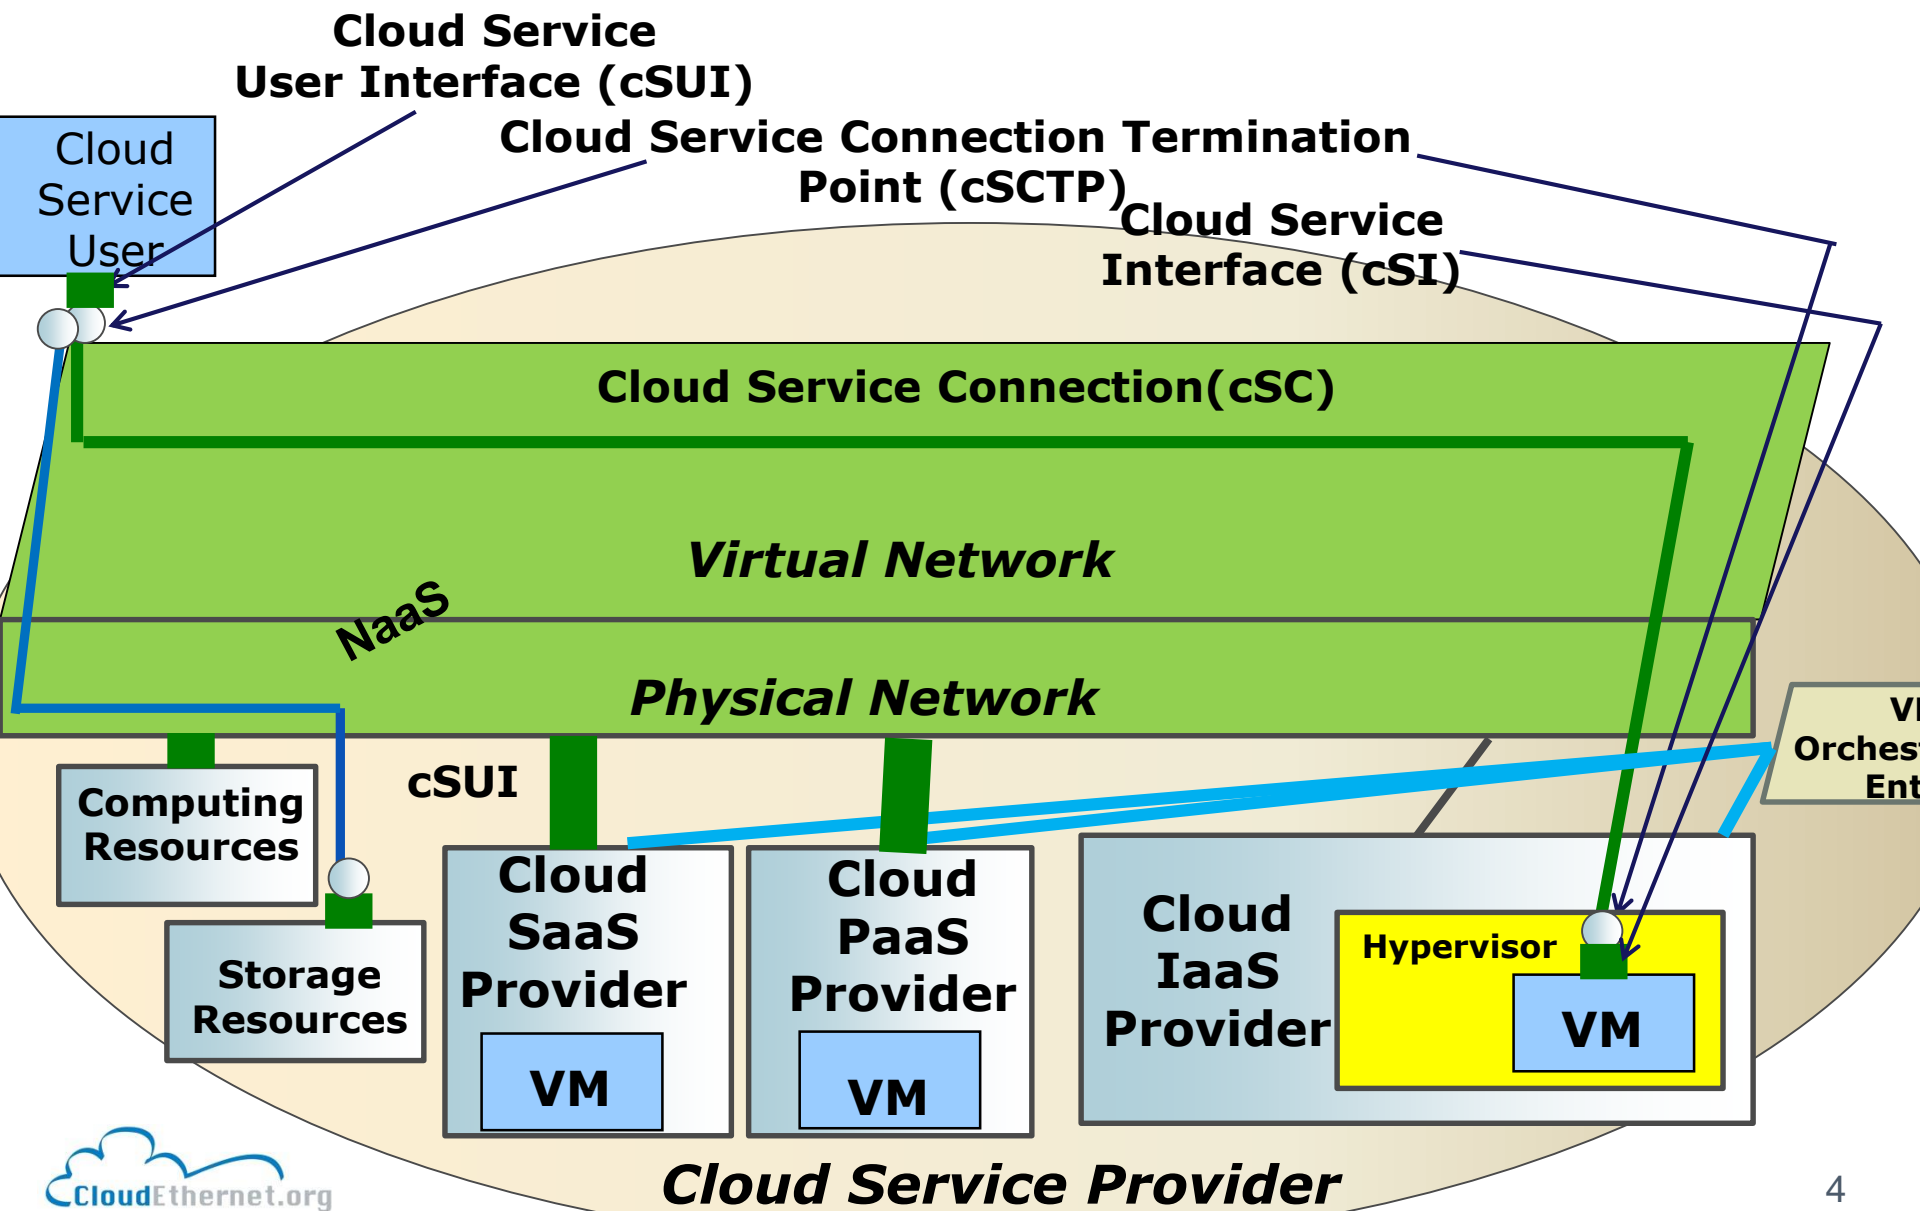 Cloud Service
User Interface (cSUI)
Cloud Service Connection Termination
Point (cSCTP)
Cloud
Service
User
Cloud Service
Interface (cSI)
Cloud Service Connection(cSC)
Virtual Network
NaaS
Physical Network
cSUI
Computing
Resources
Storage
Resources
Cloud
SaaS
Provider
VM
Cloud
PaaS
Provider
VM
Cloud
IaaS
Provider
Hypervisor
VM
Cloud Service Provider
CloudEthernet.org
4